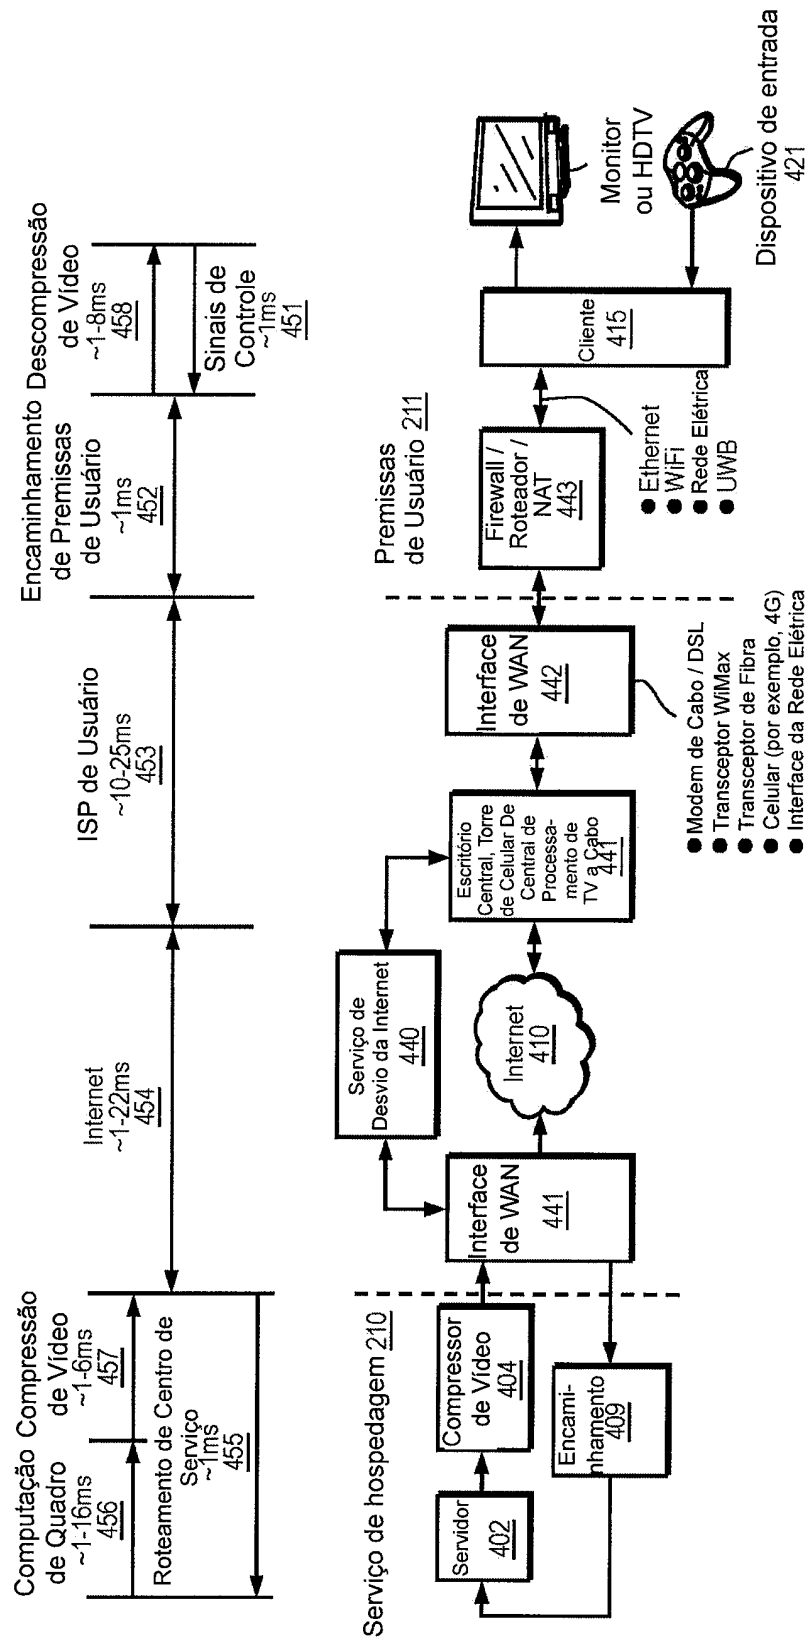 Computação
de Quadro
~1-16ms
456
Compressão
de Vídeo
~1-6ms
457
Roteamento de Centro de
Serviço
~1ms
455
Internet
~1-22ms
454
ISP de Usuário
~10-25ms
453
Encaminhamento
de Premissas
de Usuário
~1ms
452
Descompressão
de Vídeo
~1-8ms
458
Sinais de
Controle
~1ms
451
Serviço de hospedagem 210
Servidor
402
Compressor
de Vídeo
404
Encami-
nhamento
409
Interface
de WAN
441
Serviço de
Desvio da Internet
440
Internet
410
Escritório
Central, Torre
de Celular De
Central de
Processa-
mento de
TV a Cabo
441
Interface
de WAN
442
● Modem de Cabo / DSL
● Transceptor WiMax
● Transceptor de Fibra
● Celular (por exemplo, 4G)
● Interface da Rede Elétrica
Premissas
de Usuário 211
Firewall /
Roteador /
NAT
443
● Ethernet
● WiFi
● Rede Elétrica
● UWB
Cliente
415
Monitor
ou HDTV
Dispositivo de entrada
421